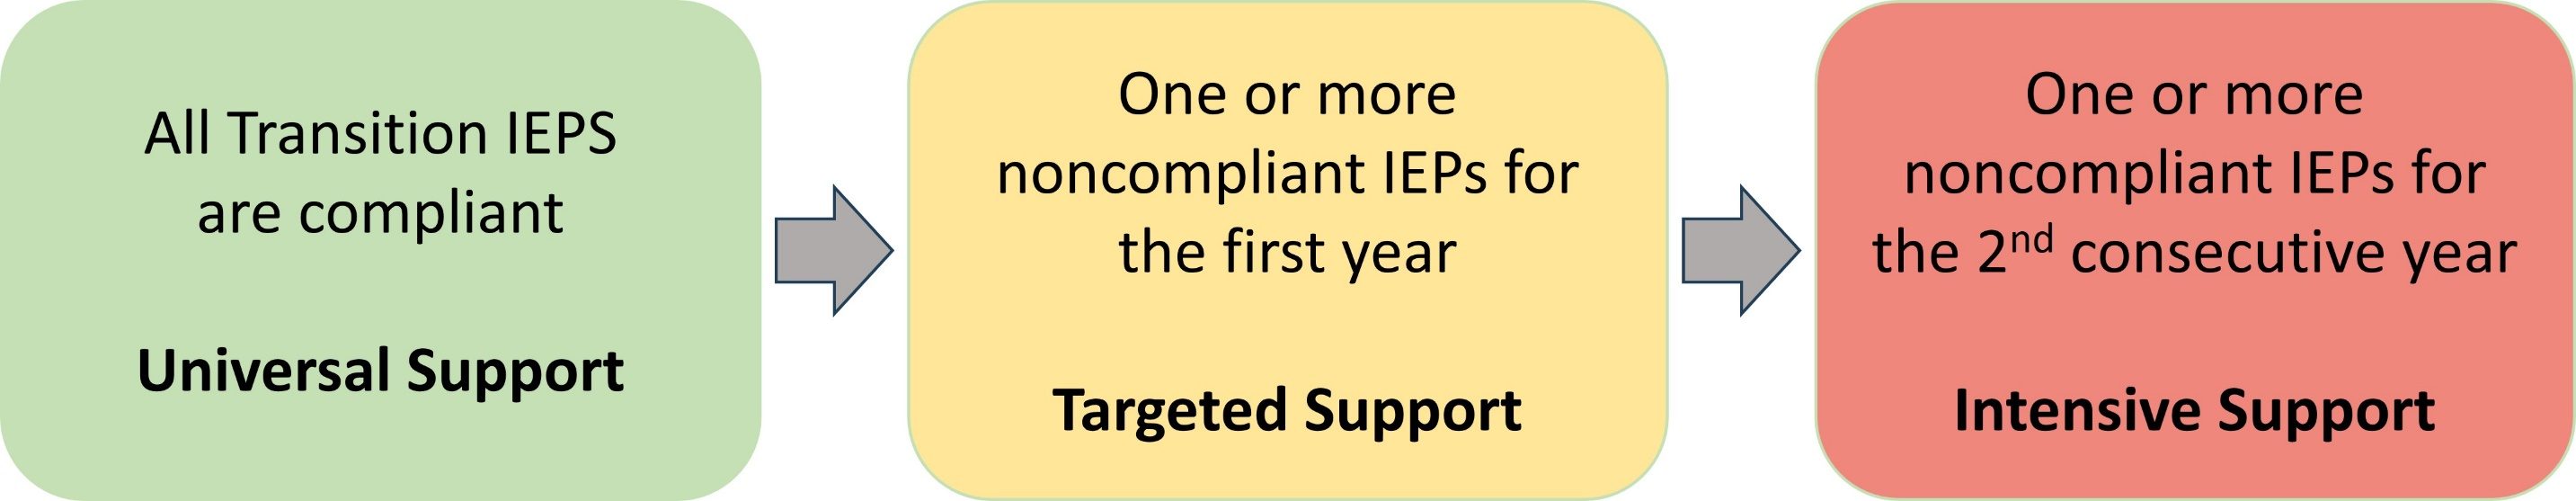 All Transition IEPS
are compliant
Universal Support
One or more
noncompliant IEPs for
the first year
Targeted Support
One or more
noncompliant IEPs for
the 2nd consecutive year
Intensive Support